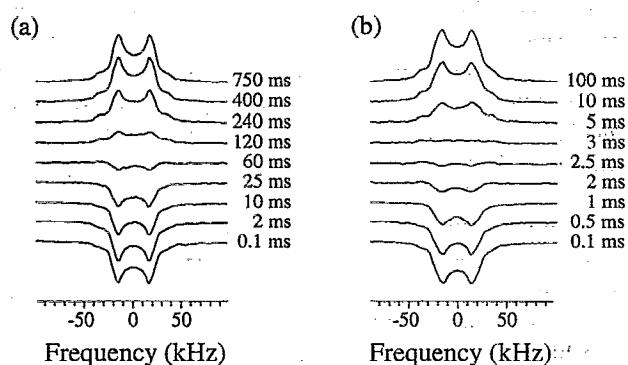 (a)
750 ms
400 ms
240 ms
120 ms
60 ms
25 ms
10 ms
2 ms
0.1 ms
-50 0 50
Frequency (kHz)
(b)
100 ms
10 ms
5 ms
3 ms
2.5 ms
2 ms
1 ms
0.5 ms
0.1 ms
-50 0 50
Frequency (kHz)